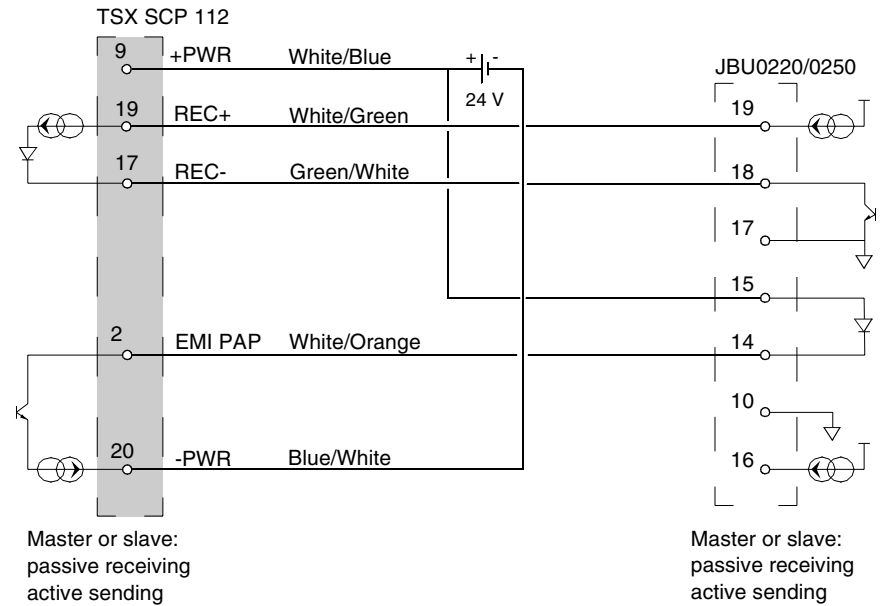 TSX SCP 112
9 +PWR White/Blue + -
24 V
JBU0220/0250
19 REC+ White/Green 19
17 REC- Green/White 18
17
15
2 EMI PAP White/Orange 14
10
20 -PWR Blue/White 16
Master or slave:
passive receiving
active sending
Master or slave:
passive receiving
active sending